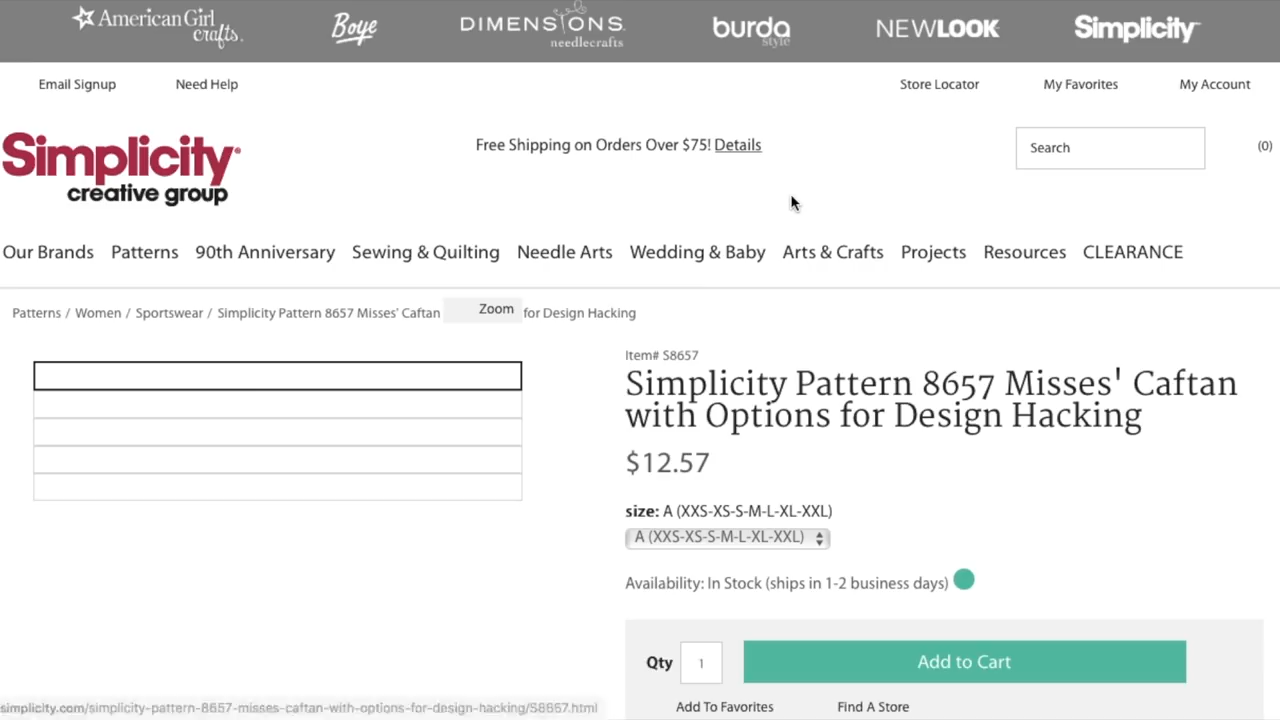 American Girl crafts. Boye DIMENSIONS. needlecrafts burda style NEWLOOK Simplicity
Email Signup Need Help Store Locator My Favorites My Account
Simplicity creative group
Free Shipping on Orders Over $75! Details
Search
(0)
Our Brands Patterns 90th Anniversary Sewing & Quilting Needle Arts Wedding & Baby Arts & Crafts Projects Resources CLEARANCE
Patterns / Women / Sportswear / Simplicity Pattern 8657 Misses' Caftan Zoom for Design Hacking
Item# S8657
Simplicity Pattern 8657 Misses' Caftan
with Options for Design Hacking
$12.57
size: A (XXS-XS-S-M-L-XL-XXL)
A (XXS-XS-S-M-L-XL-XXL)
Availability: In Stock (ships in 1-2 business days)
Qty 1 Add to Cart
Add To Favorites Find A Store
simplicity.com/simplicity-pattern-8657-misses-caftan-with-options-for-design-hacking/S8657.html